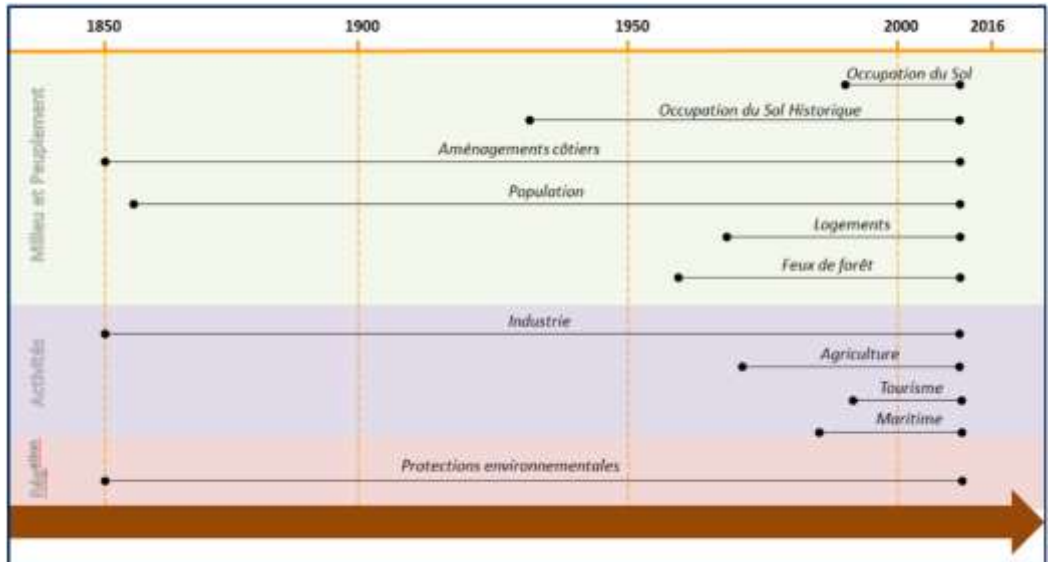 1850 1900 1950 2000 2016
Milieu et Peuplement
Occupation du Sol
Occupation du Sol Historique
Aménagements côtiers
Population
Logements
Feux de forêt
Activités
Industrie
Agriculture
Tourisme
Maritime
Protections environnementales